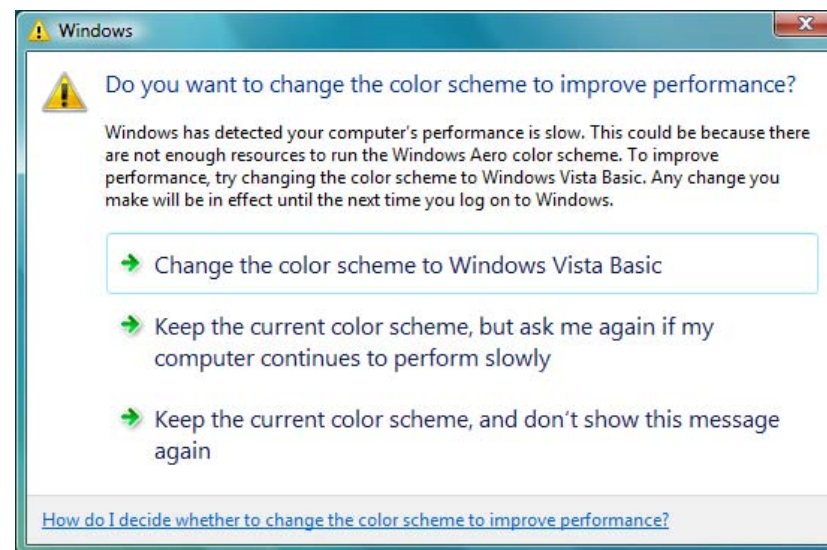 Windows
Do you want to change the color scheme to improve performance?
Windows has detected your computer's performance is slow. This could be because there
are not enough resources to run the Windows Aero color scheme. To improve
performance, try changing the color scheme to Windows Vista Basic. Any change you
make will be in effect until the next time you log on to Windows.
Change the color scheme to Windows Vista Basic
Keep the current color scheme, but ask me again if my
computer continues to perform slowly
Keep the current color scheme, and don't show this message
again
How do I decide whether to change the color scheme to improve performance?